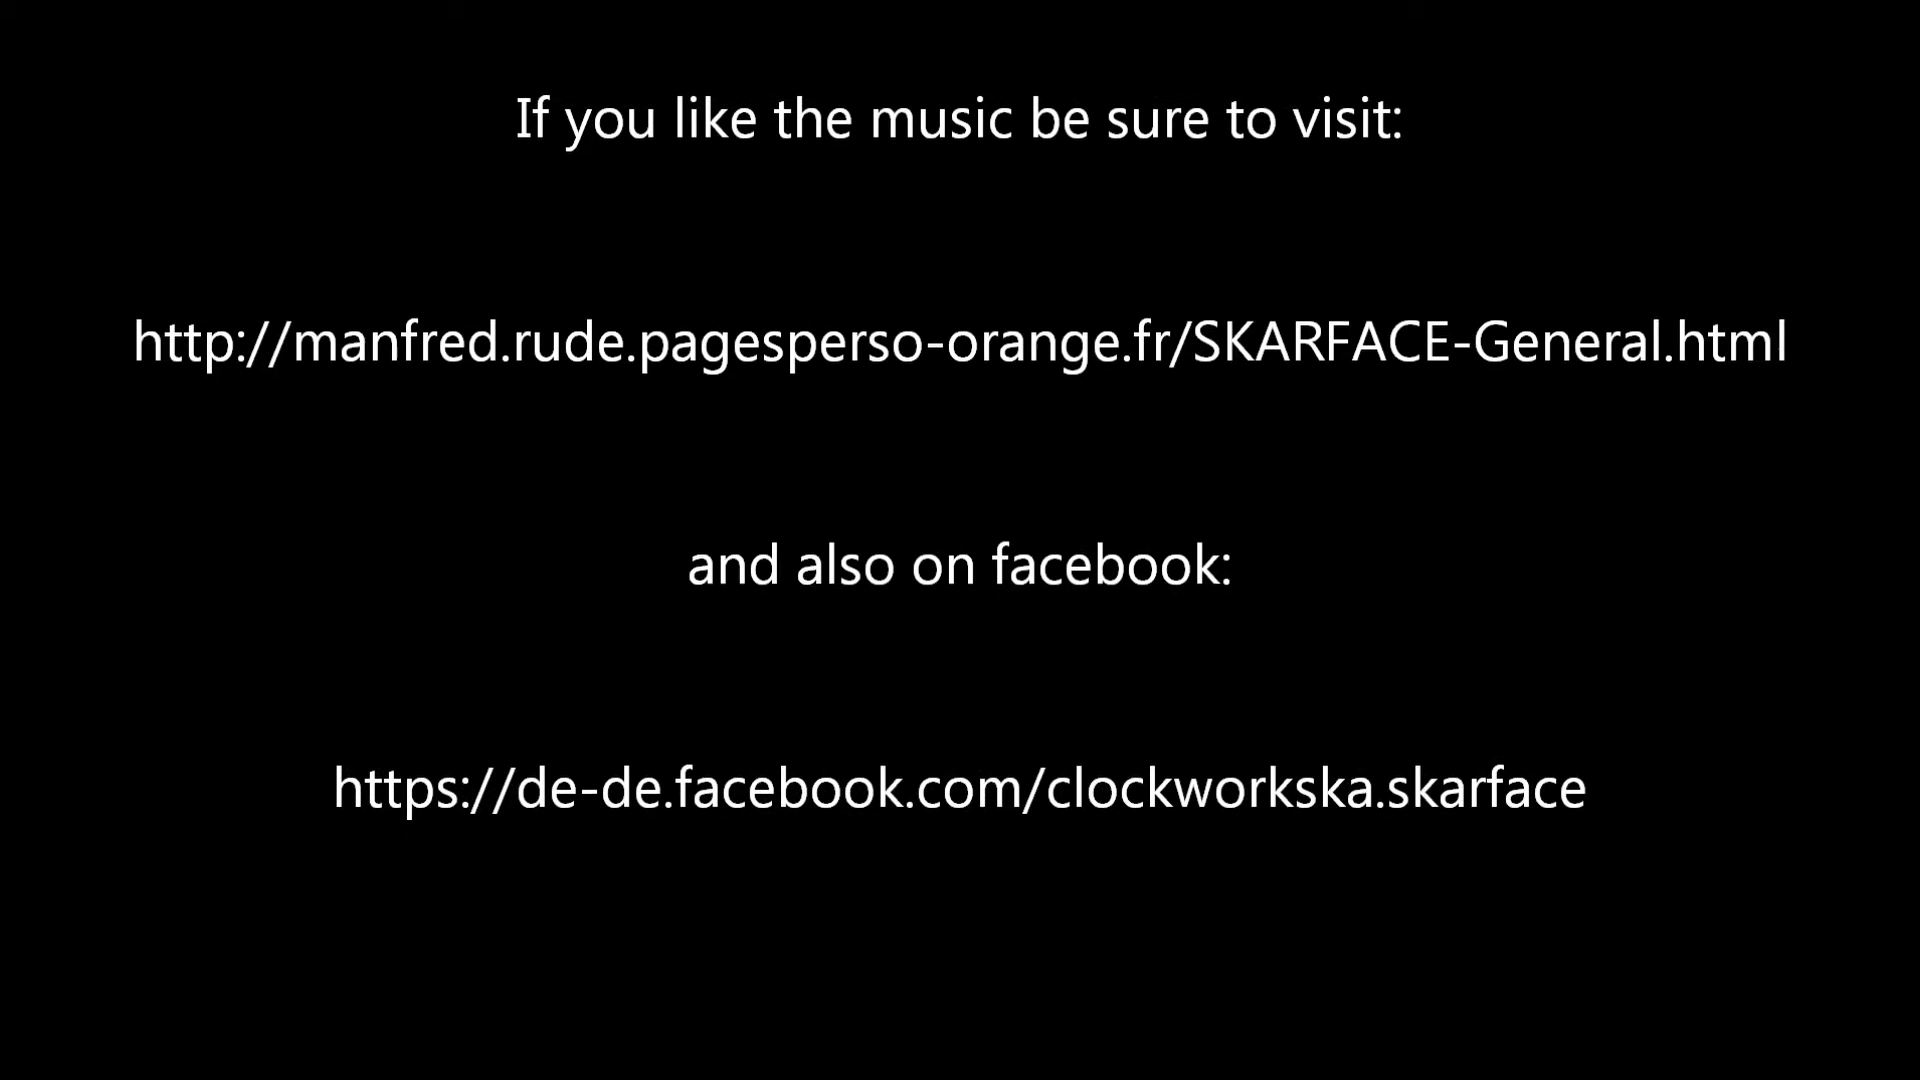 If you like the music be sure to visit:
http://manfred.rude.pagesperso-orange.fr/SKARFACE-General.html
and also on facebook:
https://de-de.facebook.com/clockworkska.skarface